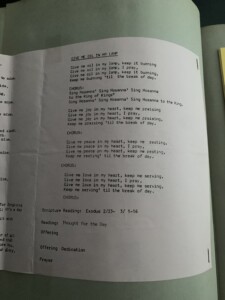 GIVE ME OIL IN MY LAMP
Give me oil in my lamp, keep it burning
Give me oil in my lamp, I pray,
Give me oil in my lamp, keep it burning,
Keep me burning 'til the break of day.
CHORUS:
Sing Hosanna! Sing Hosanna! Sing Hosanna
to the King of Kings!
Sing Hosanna! Sing Hosanna! Sing Hosanna to the King.
Give me joy in my heart, keep me praising,
Give me joy in my heart, I pray,
Give me joy in my heart, keep me praising
Keep me praising 'til the break of day.
CHORUS:
Give me peace in my heart, keep me resting,
Give me peace in my heart, I pray,
Give me peace in my heart, keep me resting,
Keep me resting' til the break of day.
CHORUS:
Give me love in my heart, keep me serving,
Give me love in my heart, I pray,
Give me love in my heart, keep me serving,
Keep me serving' til the break of day.
CHORUS:
Scripture Reading: Exodus
Reading: Thought for the Day
Offering
Offering Dedication
Prayer